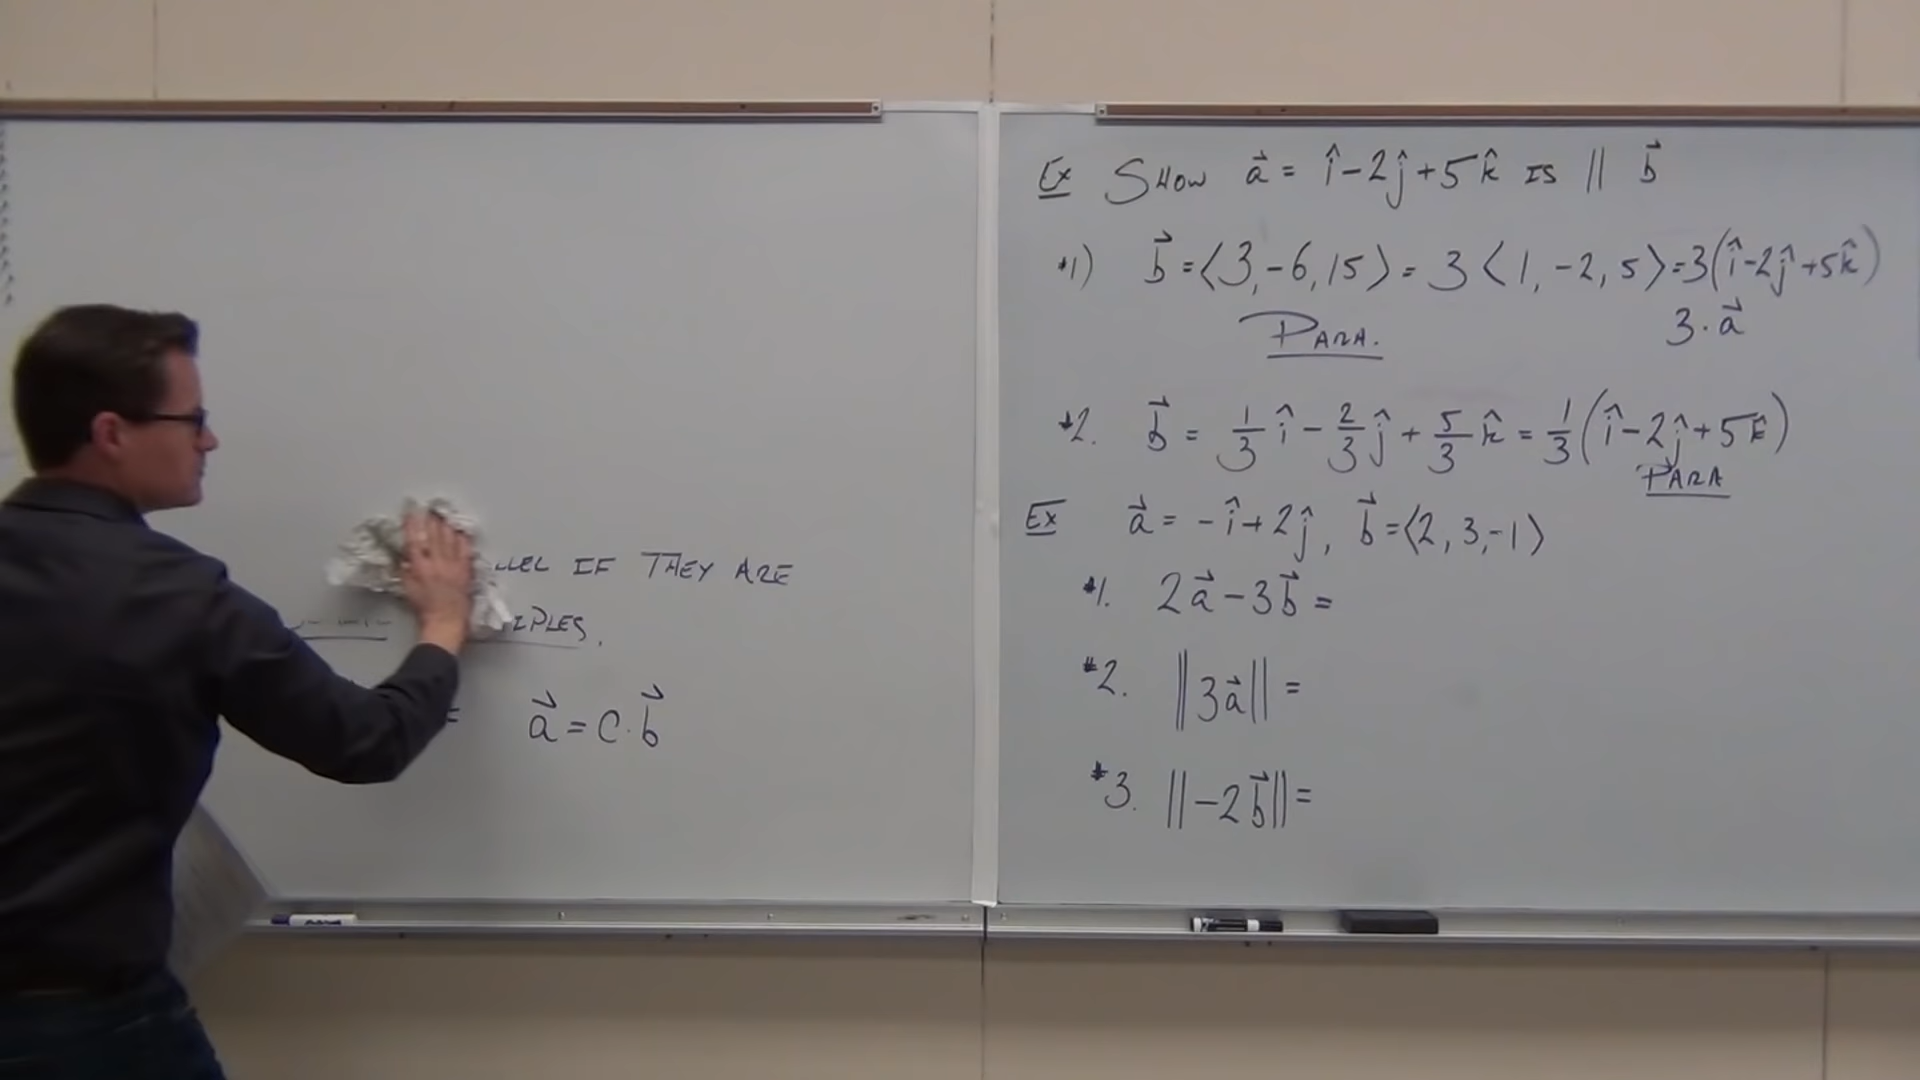 IF THEY ARE
a⃗ = c·b⃗
Ex Show a⃗ = î - 2ĵ + 5k̂ is || b⃗
#1) b⃗ = ⟨3, -6, 15⟩ = 3⟨1, -2, 5⟩ = 3(î - 2ĵ + 5k̂)
Para. 3·a⃗
#2. b⃗ = 1/3 î - 2/3 ĵ + 5/3 k̂ = 1/3 (î - 2ĵ + 5k̂)
Para
Ex a⃗ = -î + 2ĵ, b⃗ = ⟨2, 3, -1⟩
#1. 2a⃗ - 3b⃗ =
#2. ||3a⃗|| =
#3. ||-2b⃗|| =